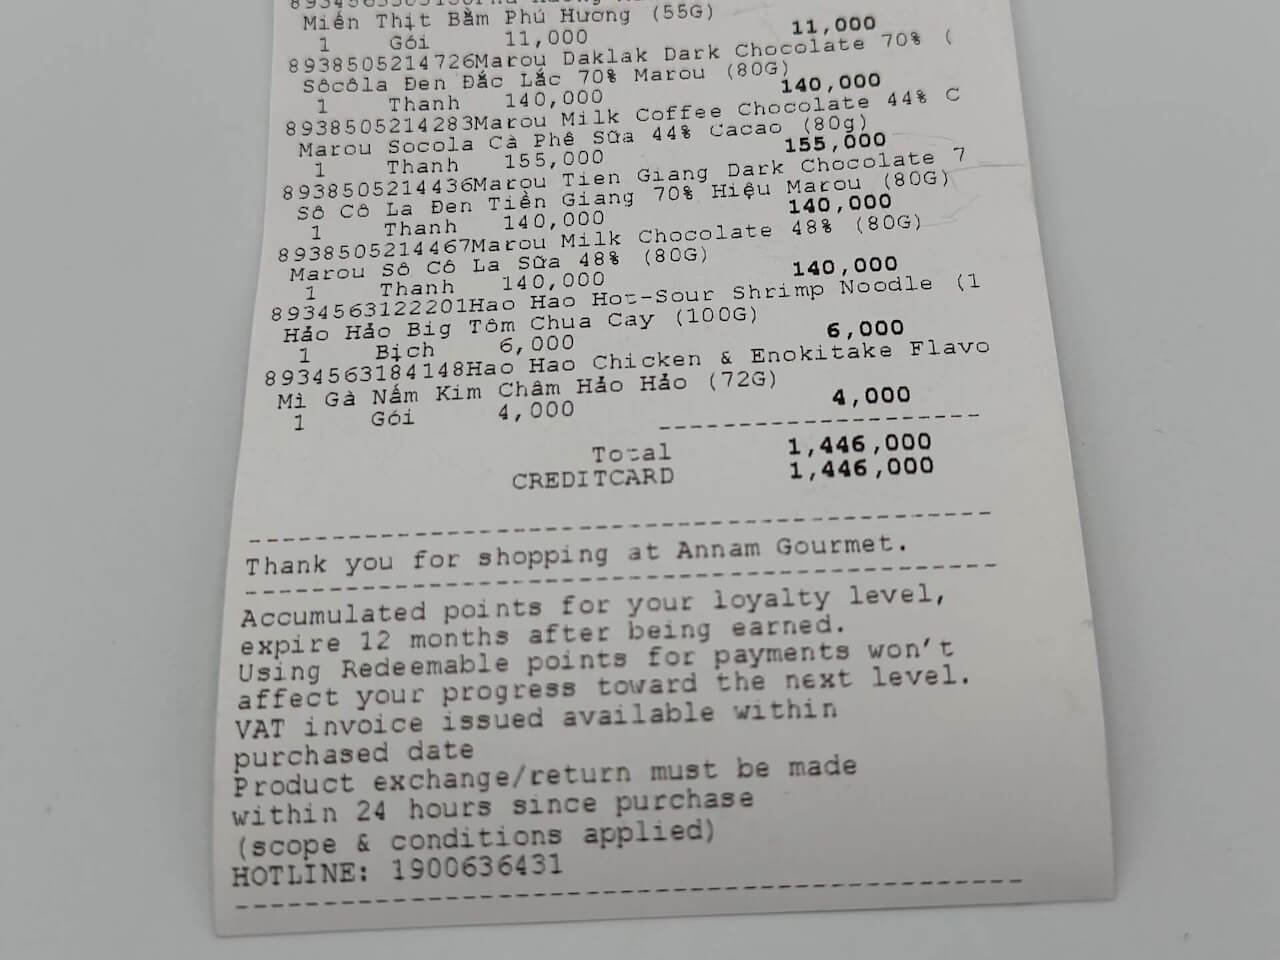 Miến Thịt Bằm Phú Hương (55G)
1 Gói 11,000 11,000
8938505214726Marou Daklak Dark Chocolate 70% (
Sôcôla Đen Đắc Lắc 70% Marou (80G)
1 Thanh 140,000 140,000
8938505214283Marou Milk Coffee Chocolate 44% C
Marou Socola Cà Phê Sữa 44% Cacao (80g)
1 Thanh 155,000 155,000
8938505214436Marou Tien Giang Dark Chocolate 7
Sô Cô La Đen Tiền Giang 70% Hiệu Marou (80G)
1 Thanh 140,000 140,000
8938505214467Marou Milk Chocolate 48% (80G)
Marou Sô Cô La Sữa 48% (80G)
1 Thanh 140,000 140,000
8934563122201Hao Hao Hot-Sour Shrimp Noodle (1
Hảo Hảo Big Tôm Chua Cay (100G)
1 Bịch 6,000 6,000
8934563184148Hao Hao Chicken & Enokitake Flavo
Mì Gà Nấm Kim Châm Hảo Hảo (72G)
1 Gói 4,000 4,000
--------------------
Total 1,446,000
CREDITCARD 1,446,000
---------------------------------------------
Thank you for shopping at Annam Gourmet.
---------------------------------------------
Accumulated points for your loyalty level,
expire 12 months after being earned.
Using Redeemable points for payments won't
affect your progress toward the next level.
VAT invoice issued available within
purchased date
Product exchange/return must be made
within 24 hours since purchase
(scope & conditions applied)
HOTLINE: 1900636431
---------------------------------------------